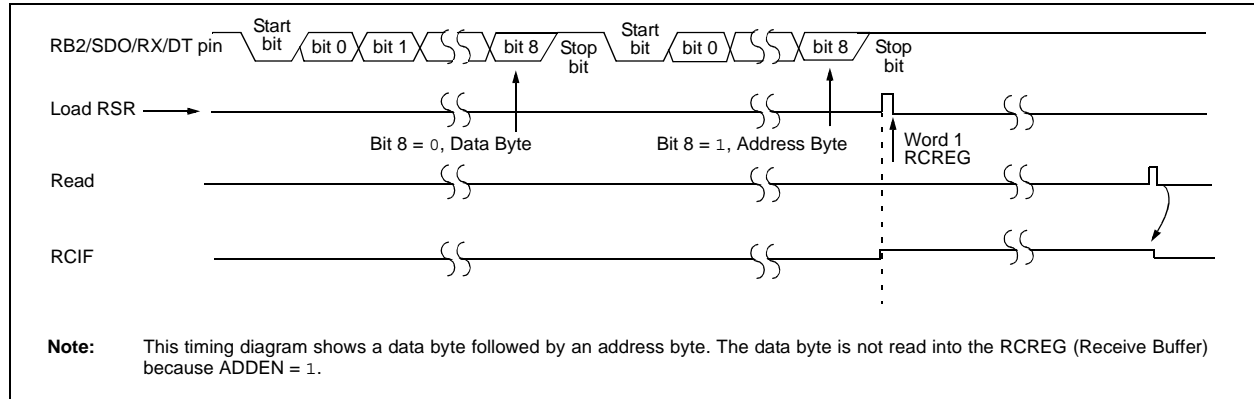 RB2/SDO/RX/DT pin
Start
bit
bit 0
bit 1
bit 8
Stop
bit
Start
bit
bit 0
bit 8
Stop
bit
Load RSR
Bit 8 = 0, Data Byte
Bit 8 = 1, Address Byte
Word 1
RCREG
Read
RCIF
Note: This timing diagram shows a data byte followed by an address byte. The data byte is not read into the RCREG (Receive Buffer)
because ADDEN = 1.